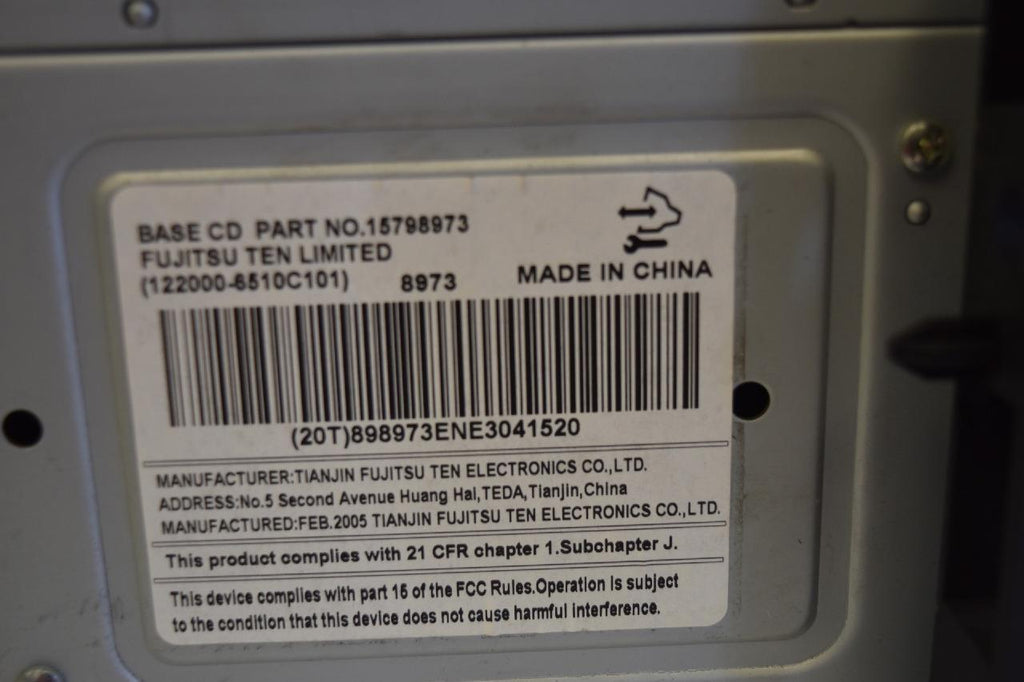 BASE CD PART NO.15798973
FUJITSU TEN LIMITED
(122000-6510C101) 8973
MADE IN CHINA
(20T)898973ENE3041520
MANUFACTURER:TIANJIN FUJITSU TEN ELECTRONICS CO.,LTD.
ADDRESS:No.5 Second Avenue Huang Hai,TEDA,Tianjin,China
MANUFACTURED:FEB.2005 TIANJIN FUJITSU TEN ELECTRONICS CO.,LTD.
This product complies with 21 CFR chapter 1.Subchapter J.
This device complies with part 15 of the FCC Rules.Operation is subject
to the condition that this device does not cause harmful interference.